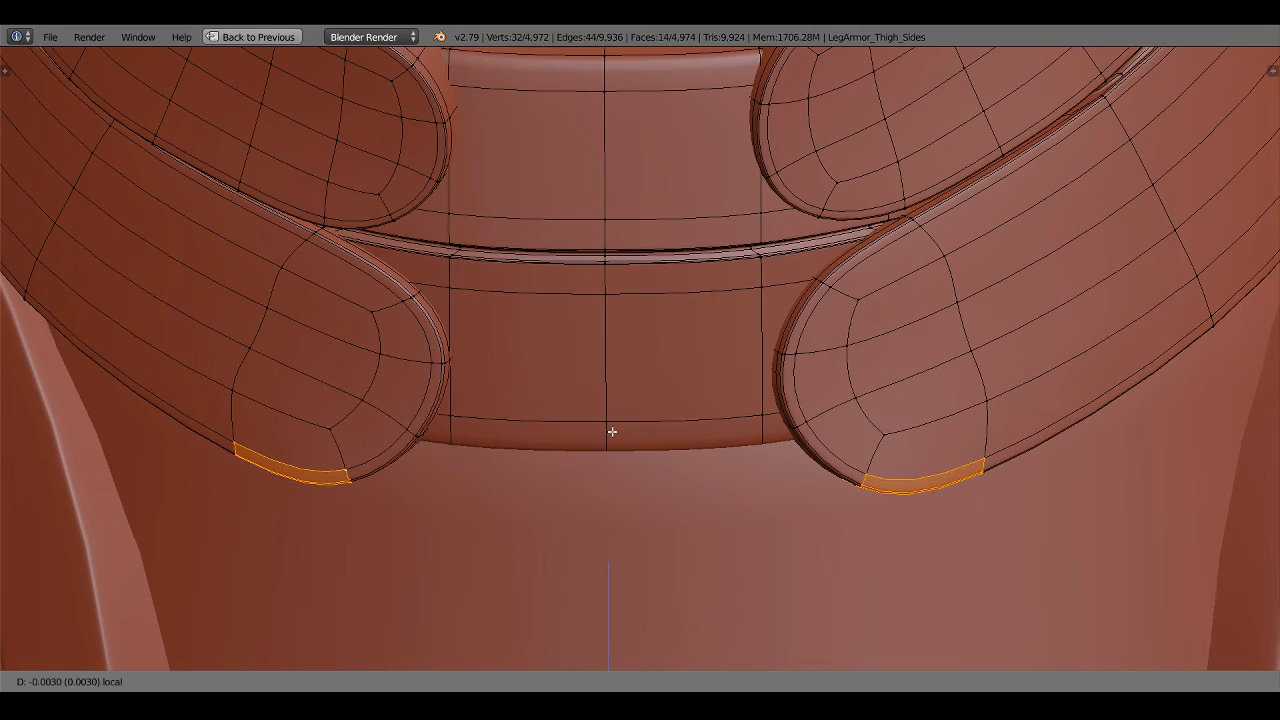 File Render Window Help Back to Previous Blender Render v2.79 | Verts:32/4,972 | Edges:44/9,936 | Faces:14/4,974 | Tris:9,924 | Mem:1706.28M | LegArmor_Thigh_Sides
D: -0.0030 (0.0030) local